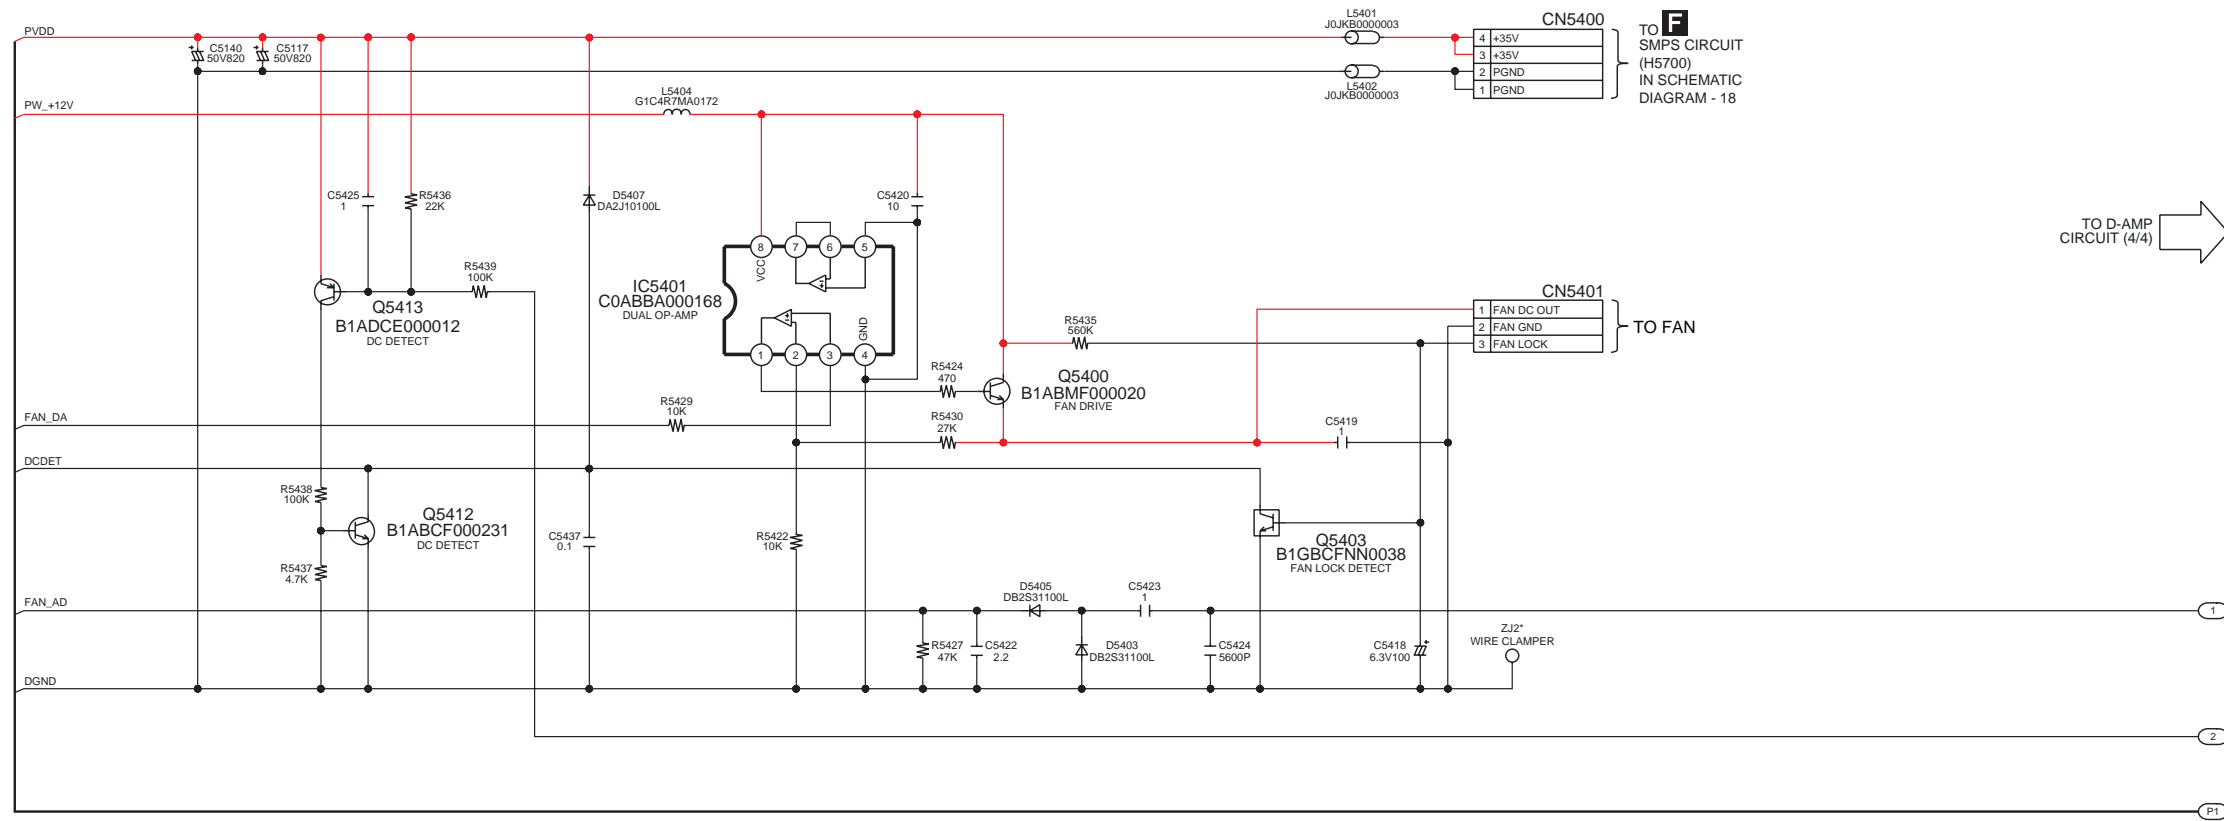 PVDD
C5140
50V820
C5117
50V820
L5401
J0JKB0000003
L5402
J0JKB0000003
CN5400
4 +35V
3 +35V
2 PGND
1 PGND
TO F
SMPS CIRCUIT
(H5700)
IN SCHEMATIC
DIAGRAM - 18
PW_+12V
L5404
G1C4R7MA0172
C5425
1
R5436
22K
D5407
DA2J10100L
C5420
10
TO D-AMP
CIRCUIT (4/4)
8 7 6 5
VCC
R5439
100K
IC5401
C0ABBA000168
DUAL OP-AMP
Q5413
B1ADCE000012
DC DETECT
GND
1 2 3 4
CN5401
1 FAN DC OUT
2 FAN GND
3 FAN LOCK
TO FAN
R5435
560K
R5424
470
Q5400
B1ABMF000020
FAN DRIVE
FAN_DA
R5429
10K
R5430
27K
C5419
1
DCDET
R5438
100K
Q5412
B1ABCF000231
DC DETECT
C5437
0.1
R5422
10K
Q5403
B1GBCFNN0038
FAN LOCK DETECT
R5437
4.7K
FAN_AD
D5405
DB2S31100L
C5423
1
1
R5427
47K
C5422
2.2
D5403
DB2S31100L
C5424
5600P
C5418
6.3V100
ZJ2*
WIRE CLAMPER
DGND
2
P1